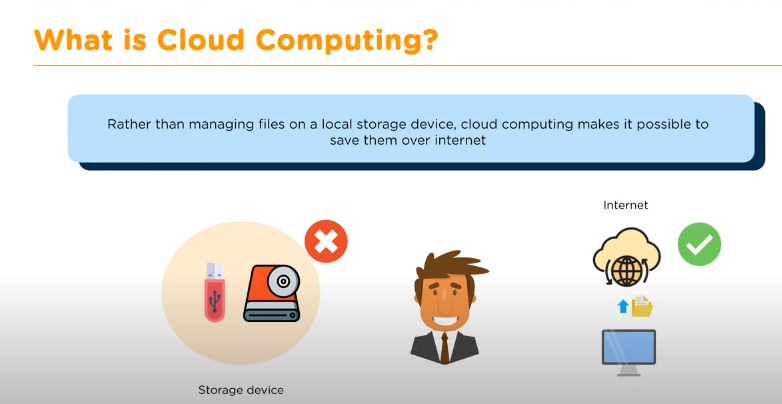 What is Cloud Computing?
Rather than managing files on a local storage device, cloud computing makes it possible to
save them over internet
Internet
Storage device